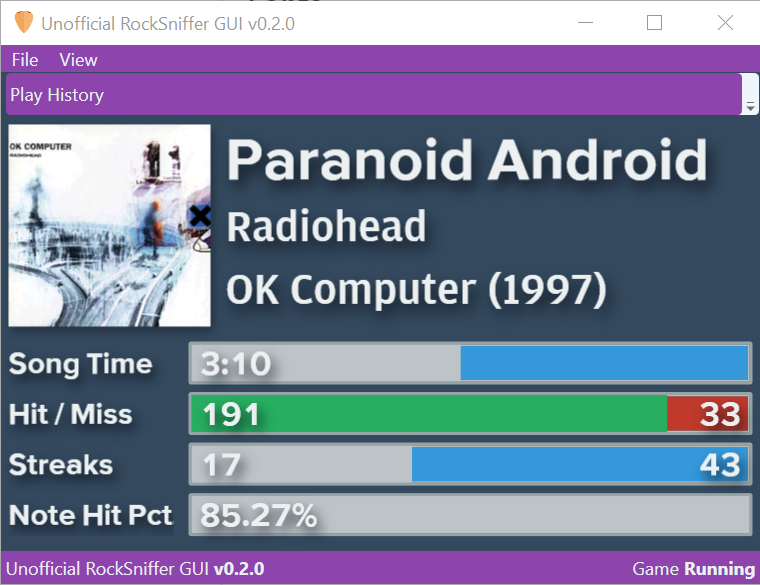 Unofficial RockSniffer GUI v0.2.0
File View
Play History
OK COMPUTER
RADIOHEAD
Paranoid Android
Radiohead
OK Computer (1997)
Song Time 3:10
Hit / Miss 191 33
Streaks 17 43
Note Hit Pct 85.27%
Unofficial RockSniffer GUI v0.2.0 Game Running